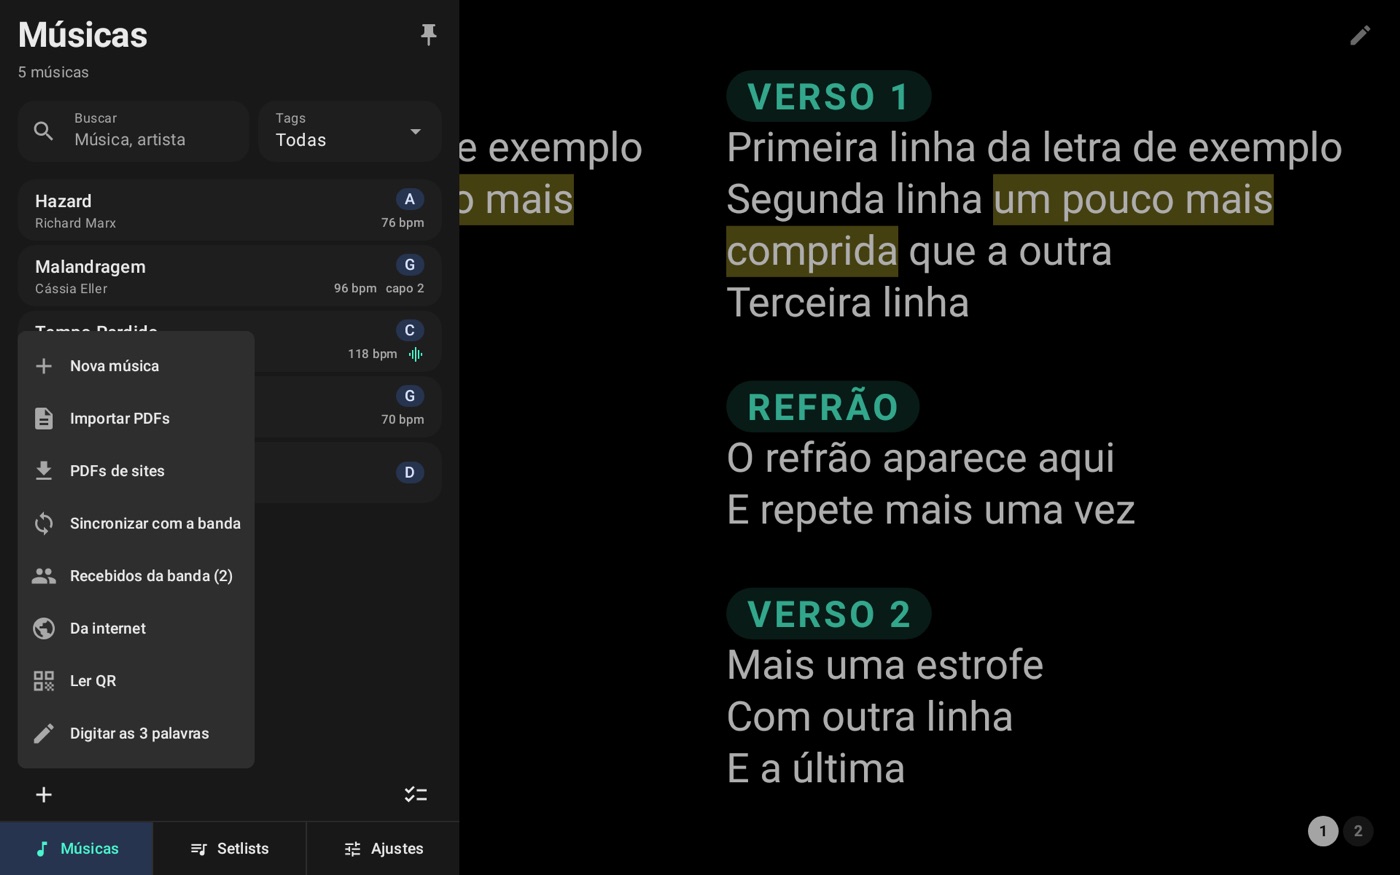 Músicas
5 músicas
Buscar
Música, artista
Tags
Todas
Hazard
A
Richard Marx
76 bpm
Malandragem
G
Cássia Eller
96 bpm capo 2
Tempo Perdido
C
118 bpm
G
70 bpm
D
Nova música
Importar PDFs
PDFs de sites
Sincronizar com a banda
Recebidos da banda (2)
Da internet
Ler QR
Digitar as 3 palavras
Músicas
Setlists
Ajustes
e exemplo
o mais
VERSO 1
Primeira linha da letra de exemplo
Segunda linha um pouco mais
comprida que a outra
Terceira linha
REFRÃO
O refrão aparece aqui
E repete mais uma vez
VERSO 2
Mais uma estrofe
Com outra linha
E a última
1 2